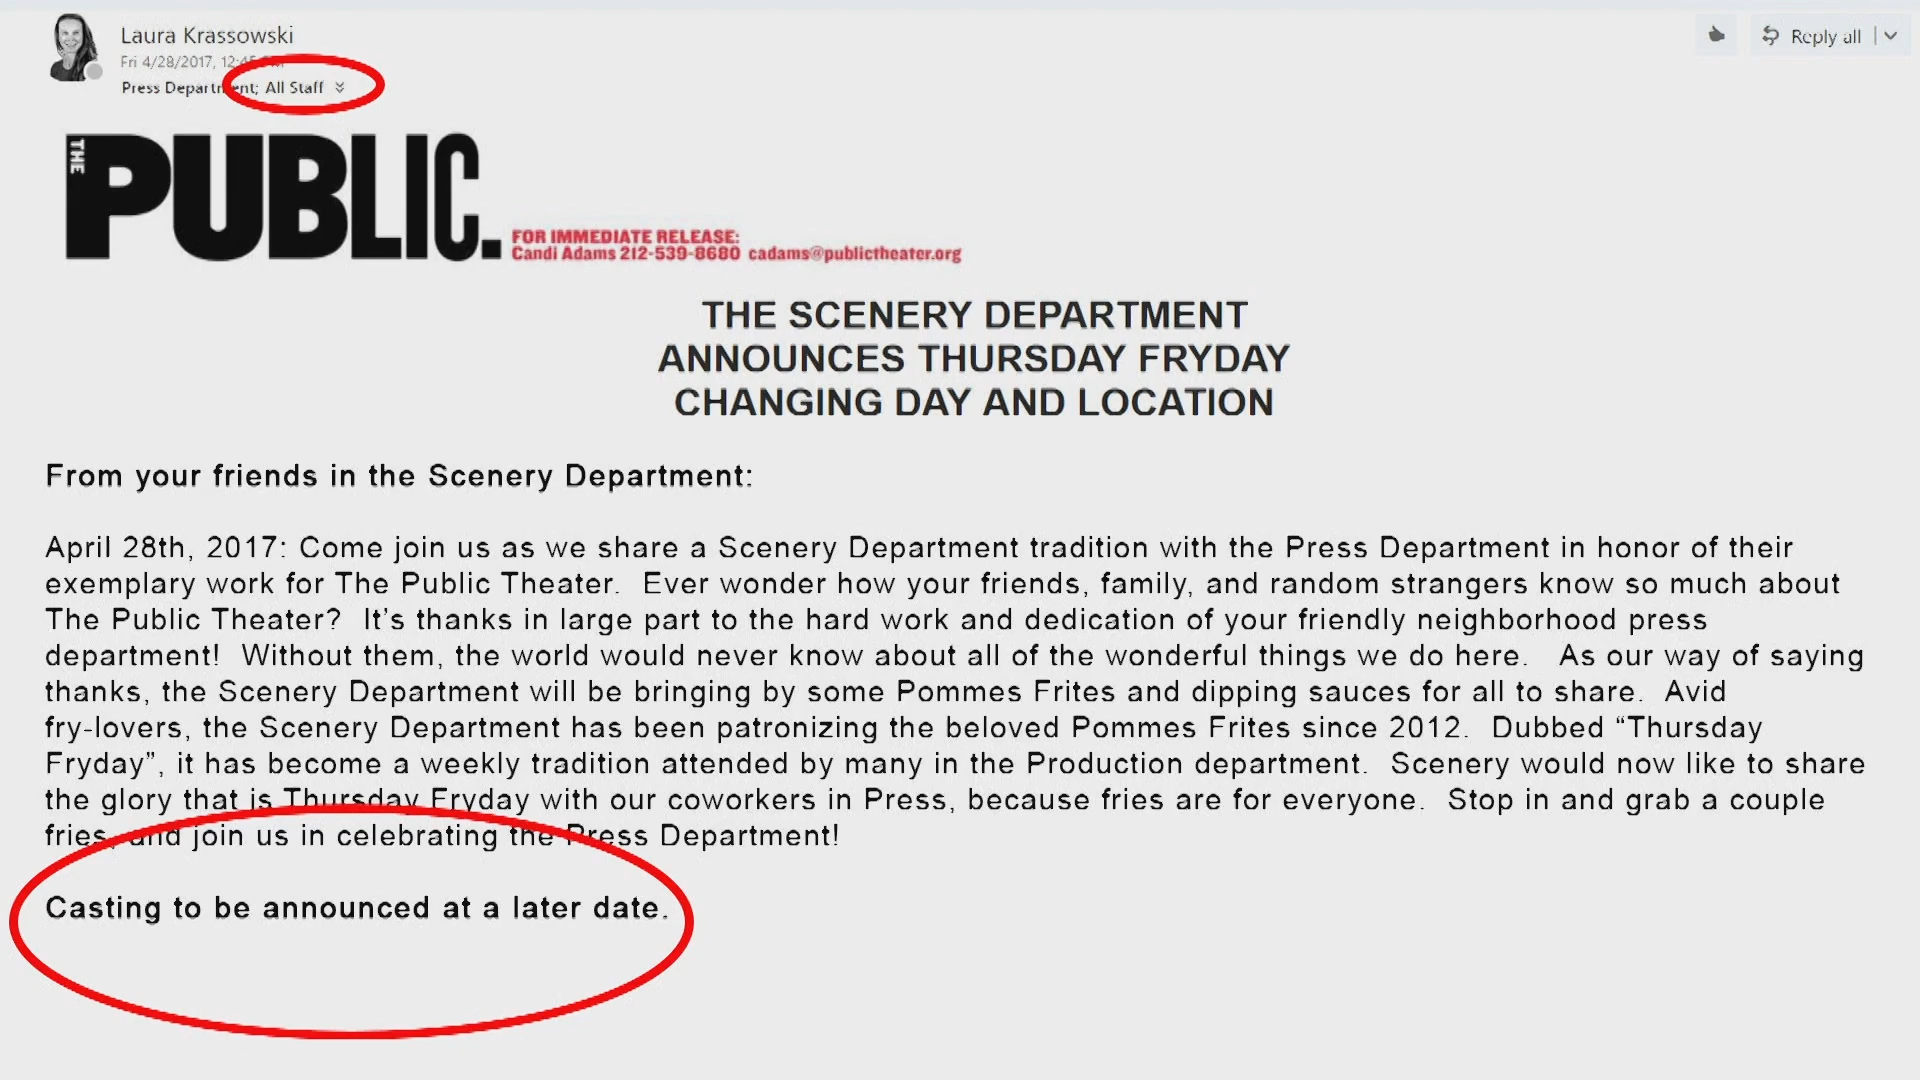 Laura Krassowski
Fri 4/28/2017, 12:45 PM
Press Department; All Staff
Reply all
THE PUBLIC.
FOR IMMEDIATE RELEASE:
Candi Adams 212-539-8680 cadams@publictheater.org
THE SCENERY DEPARTMENT
ANNOUNCES THURSDAY FRYDAY
CHANGING DAY AND LOCATION
From your friends in the Scenery Department:
April 28th, 2017: Come join us as we share a Scenery Department tradition with the Press Department in honor of their
exemplary work for The Public Theater. Ever wonder how your friends, family, and random strangers know so much about
The Public Theater? It’s thanks in large part to the hard work and dedication of your friendly neighborhood press
department! Without them, the world would never know about all of the wonderful things we do here. As our way of saying
thanks, the Scenery Department will be bringing by some Pommes Frites and dipping sauces for all to share. Avid
fry-lovers, the Scenery Department has been patronizing the beloved Pommes Frites since 2012. Dubbed “Thursday
Fryday”, it has become a weekly tradition attended by many in the Production department. Scenery would now like to share
the glory that is Thursday Fryday with our coworkers in Press, because fries are for everyone. Stop in and grab a couple
fries, and join us in celebrating the Press Department!
Casting to be announced at a later date.